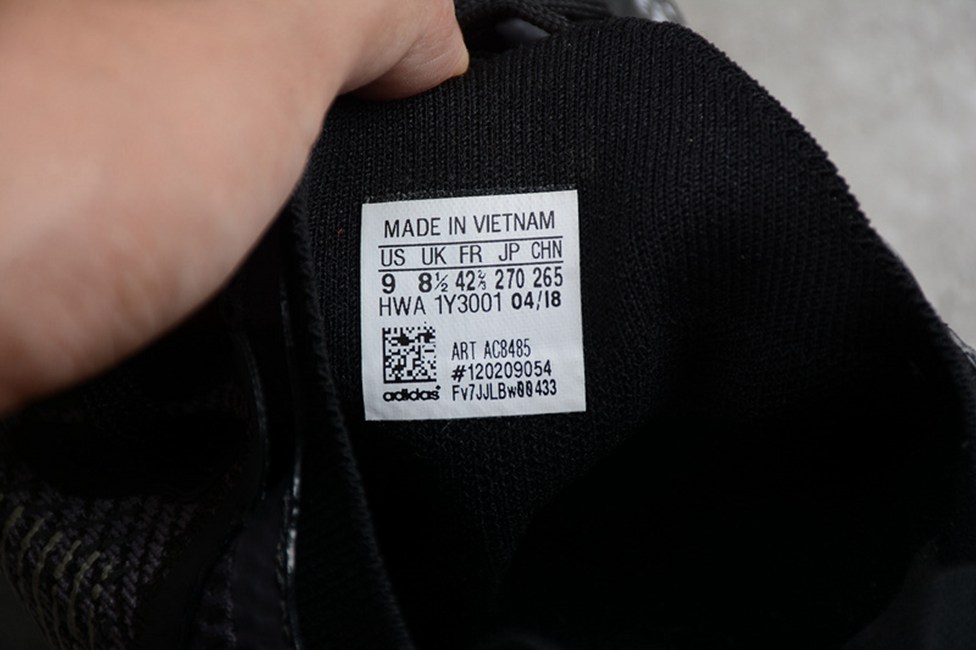 MADE IN VIETNAM
US UK FR JP CHN
9 8½ 42⅔ 270 265
HWA 1Y3001 04/18
ART AC8485
#120209054
adidas Fv7JJLBw00433